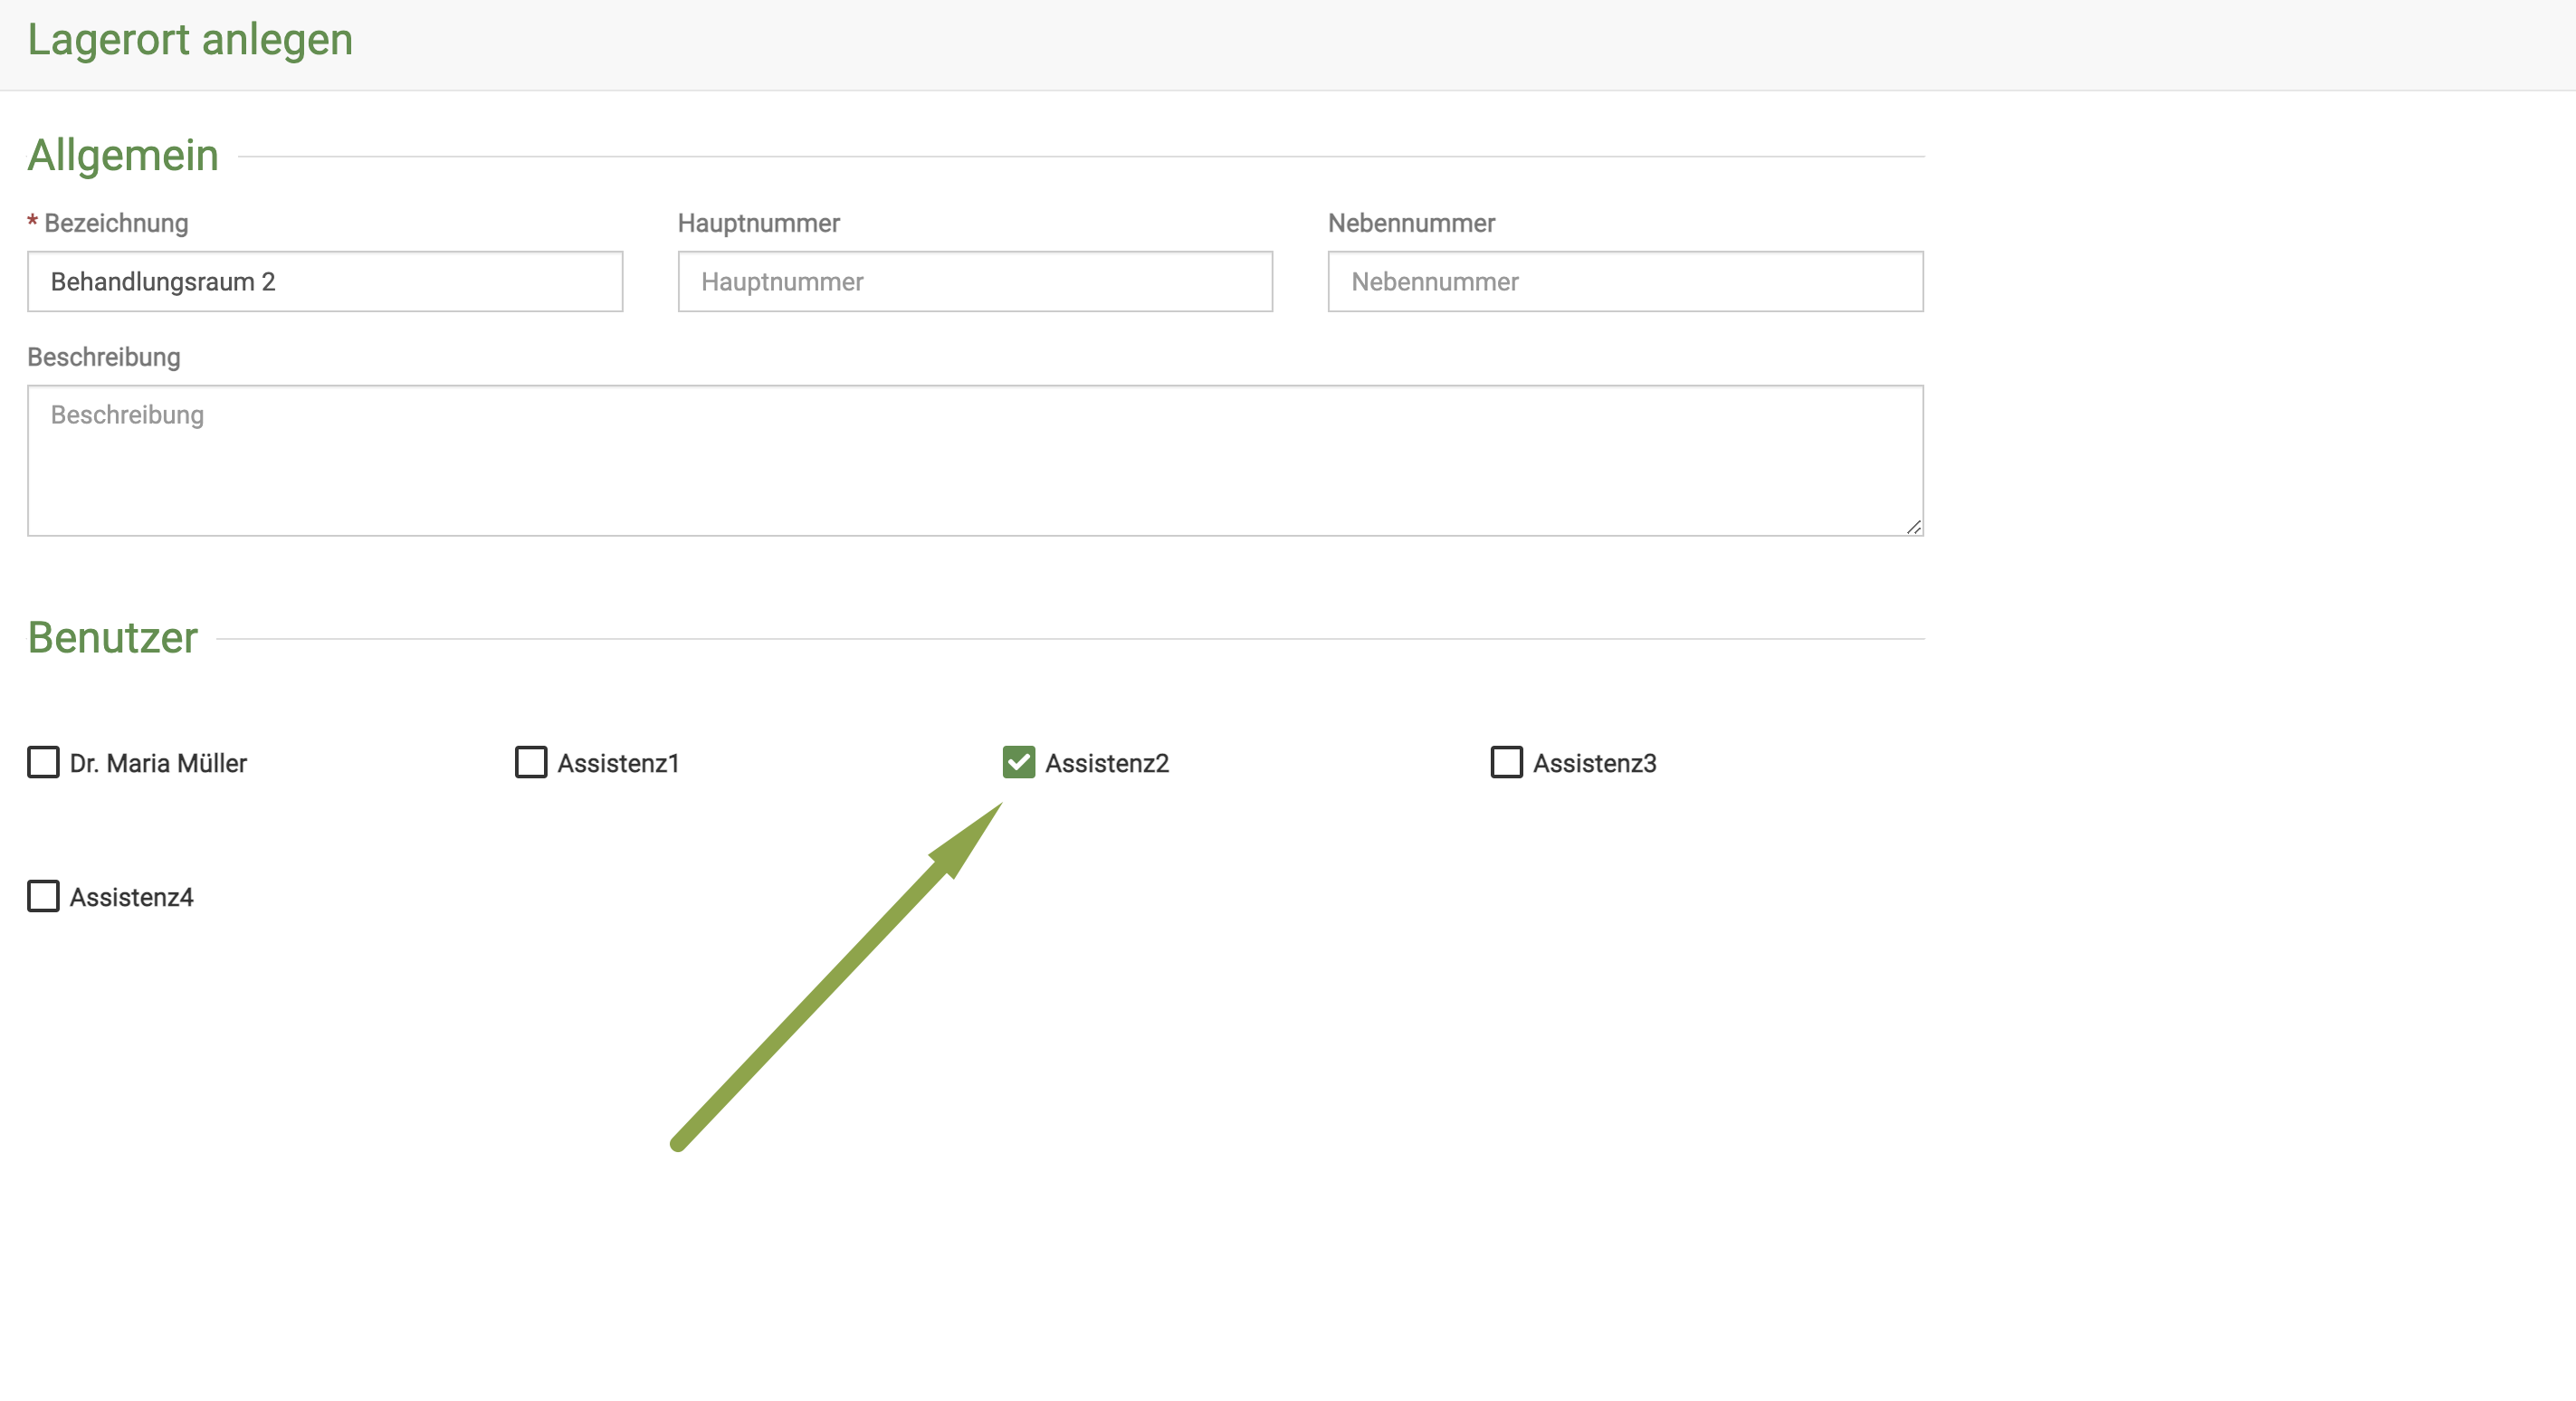 Lagerort anlegen
Allgemein
* Bezeichnung Hauptnummer Nebennummer
Behandlungsraum 2 Hauptnummer Nebennummer
Beschreibung
Beschreibung
Benutzer
Dr. Maria Müller Assistenz1 Assistenz2 Assistenz3
Assistenz4